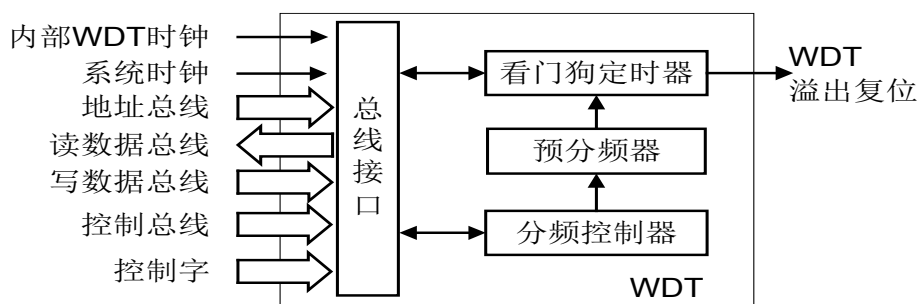 内部WDT时钟
系统时钟
地址总线
读数据总线
写数据总线
控制总线
控制字
总线接口
看门狗定时器
预分频器
分频控制器
WDT
WDT
溢出复位